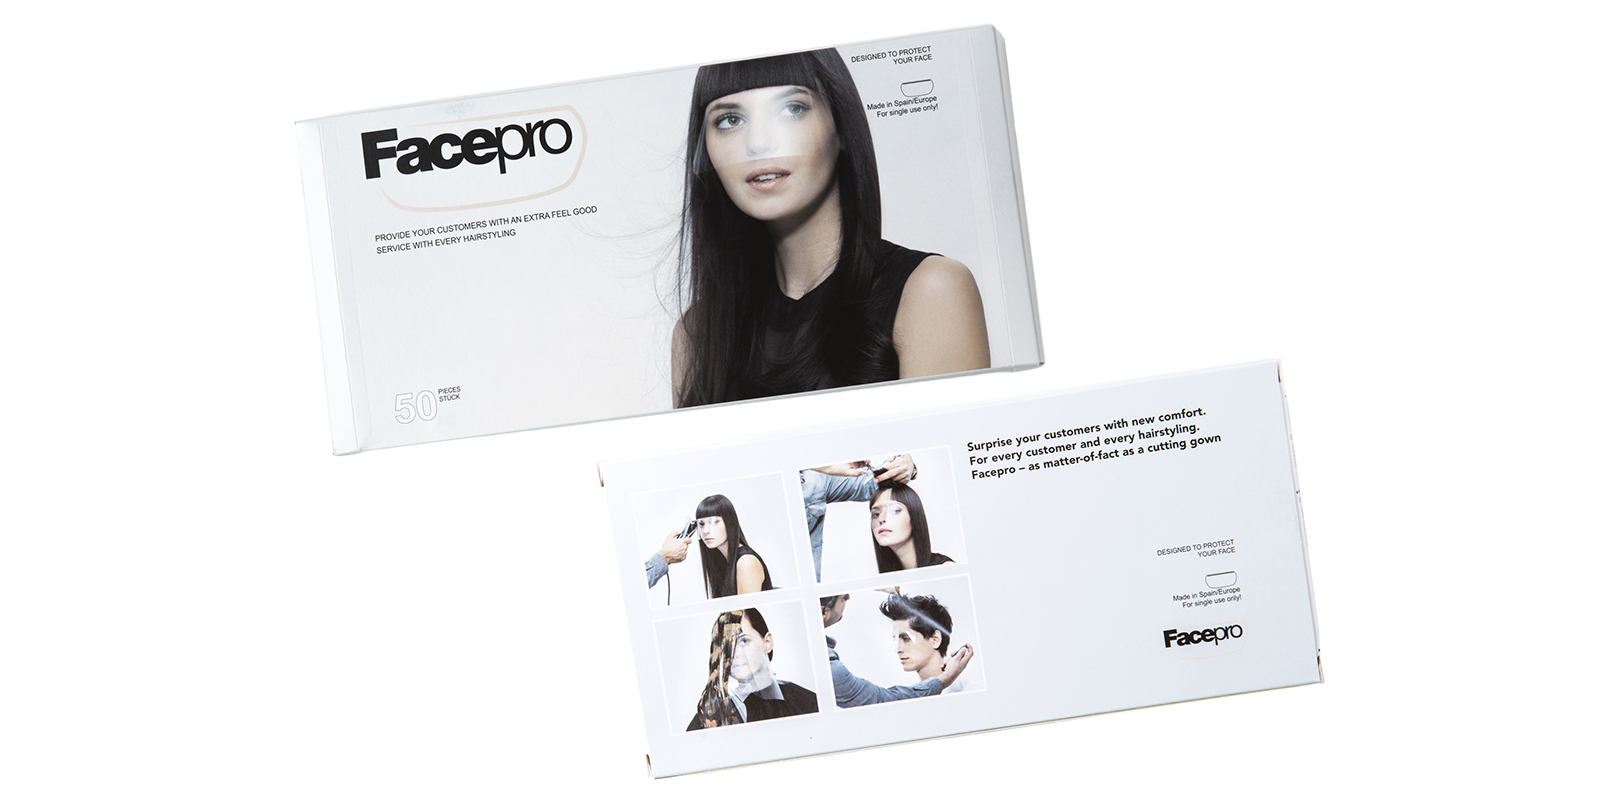 Facepro
PROVIDE YOUR CUSTOMERS WITH AN EXTRA FEEL GOOD
SERVICE WITH EVERY HAIRSTYLING
50 PIECES
STÜCK
DESIGNED TO PROTECT
YOUR FACE
Made in Spain/Europe
For single use only!
Surprise your customers with new comfort.
For every customer and every hairstyling.
Facepro – as matter-of-fact as a cutting gown
DESIGNED TO PROTECT
YOUR FACE
Made in Spain/Europe
For single use only!
Facepro